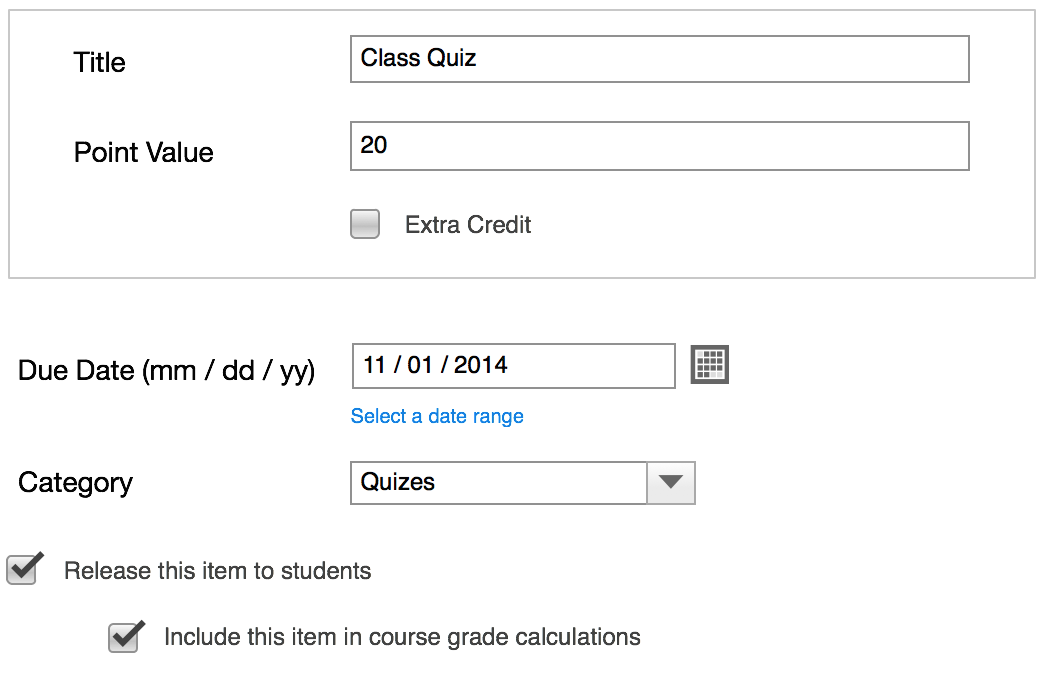 Title
Class Quiz
Point Value
20
Extra Credit
Due Date (mm / dd / yy)
11 / 01 / 2014
Select a date range
Category
Quizes
Release this item to students
Include this item in course grade calculations